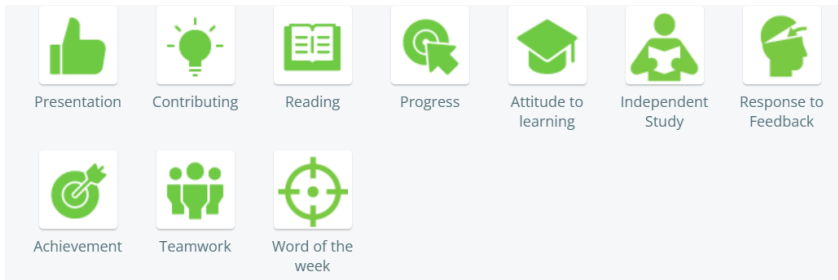 Presentation
Contributing
Reading
Progress
Attitude to
learning
Independent
Study
Response to
Feedback
Achievement
Teamwork
Word of the
week